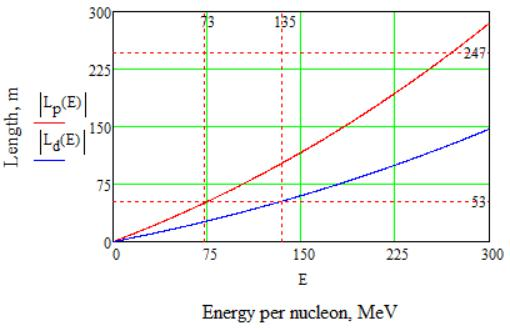 300
73
135
247
225
|Lp(E)|
150
|Ld(E)|
Length, m
75
53
0
0
75
150
225
300
E
Energy per nucleon, MeV